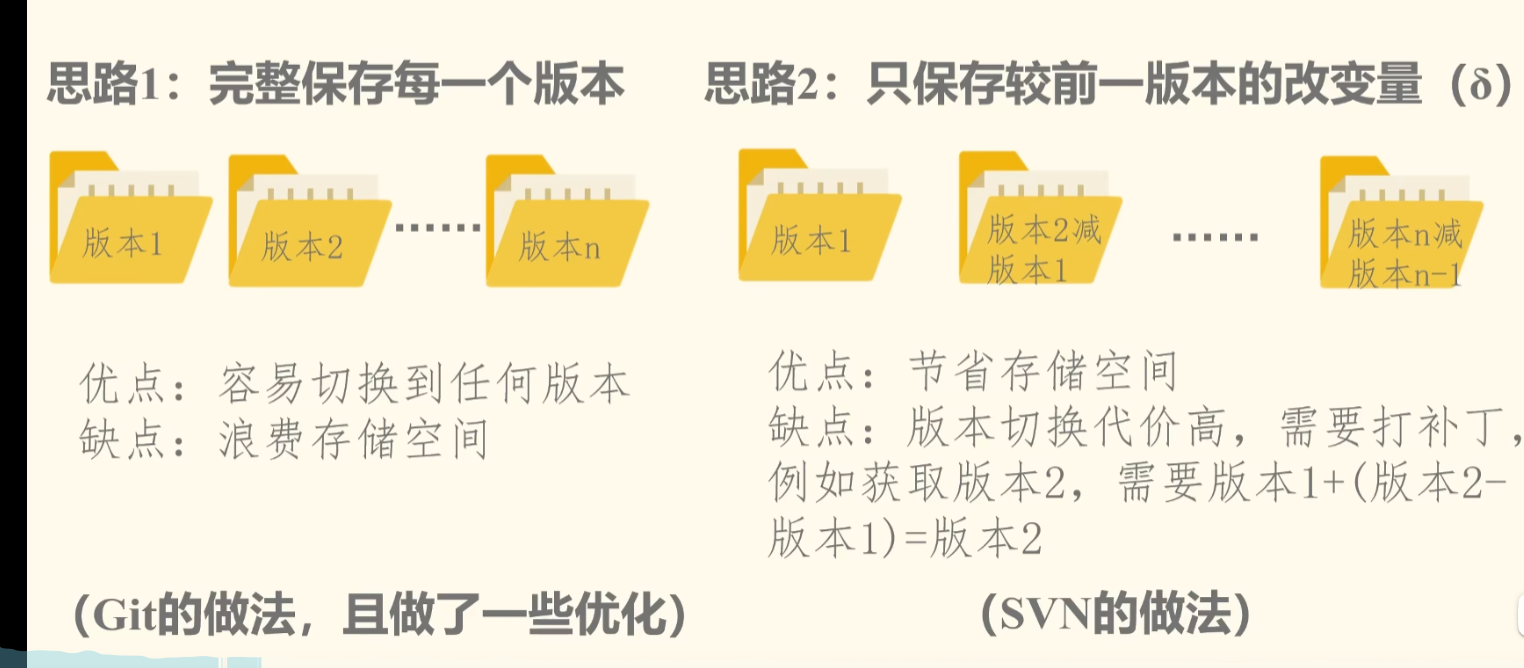 思路1：完整保存每一个版本
版本1
版本2
......
版本n
优点：容易切换到任何版本
缺点：浪费存储空间
（Git的做法，且做了一些优化）
思路2：只保存较前一版本的改变量（δ）
版本1
版本2减
版本1
......
版本n减
版本n-1
优点：节省存储空间
缺点：版本切换代价高，需要打补丁，
例如获取版本2，需要版本1+(版本2-
版本1)=版本2
（SVN的做法）